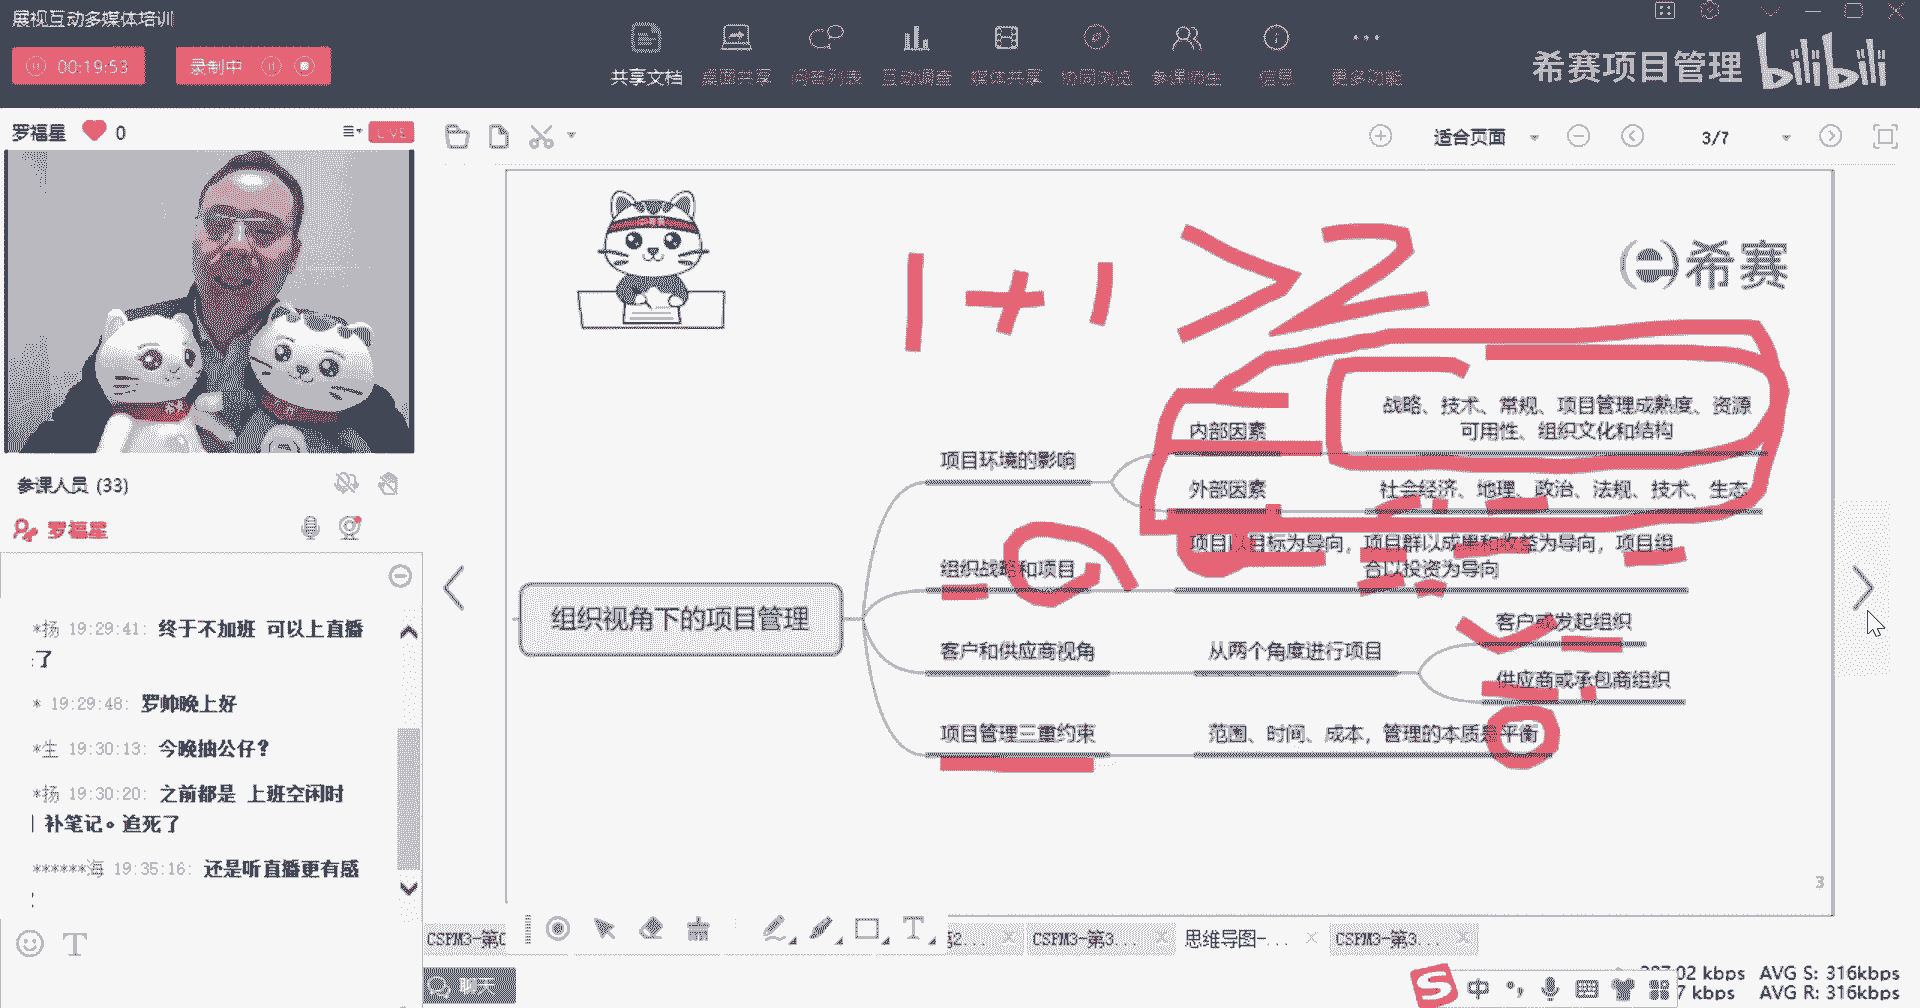 展视互动多媒体培训
00:19:53
录制中
共享文档
桌面共享
问答列表
互动调查
媒体共享
协同浏览
参课师生
信息
更多功能
希赛项目管理
bilibili
罗福星
0
LIVE
适合页面
3/7
参课人员 (33)
罗福星
*扬 19:29:41: 终于不加班 可以上直播
了
* 19:29:48: 罗帅晚上好
*生 19:30:13: 今晚抽公仔?
*扬 19:30:20: 之前都是 上班空闲时
补笔记。追死了
******海 19:35:16: 还是听直播更有感
希赛
1 + 1 > 2
组织视角下的项目管理
项目环境的影响
内部因素
战略、技术、常规、项目管理成熟度、资源
可用性、组织文化和结构
外部因素
社会经济、地理、政治、法规、技术、生态
组织战略和项目
项目以目标为导向，项目群以成果和收益为导向，项目组
合以投资为导向
客户和供应商视角
从两个角度进行项目
客户或发起组织
供应商或承包商组织
项目管理三重约束
范围、时间、成本，管理的本质是平衡
3
CSPM3-第
CSPM3-第3...
思维导图-...
CSPM3-第3...
聊天
中
AVG S: 316kbps
AVG R: 316kbps